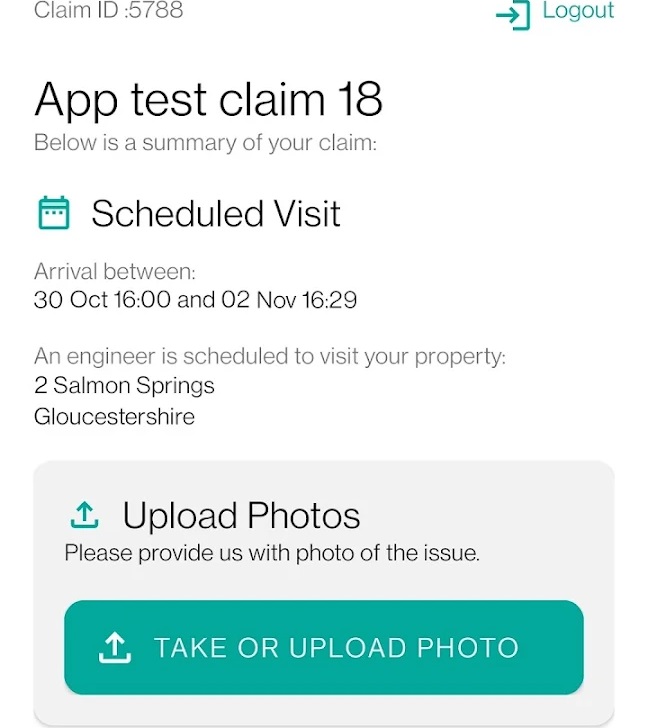 Claim ID :5788
Logout
App test claim 18
Below is a summary of your claim:
Scheduled Visit
Arrival between:
30 Oct 16:00 and 02 Nov 16:29
An engineer is scheduled to visit your property:
2 Salmon Springs
Gloucestershire
Upload Photos
Please provide us with photo of the issue.
TAKE OR UPLOAD PHOTO